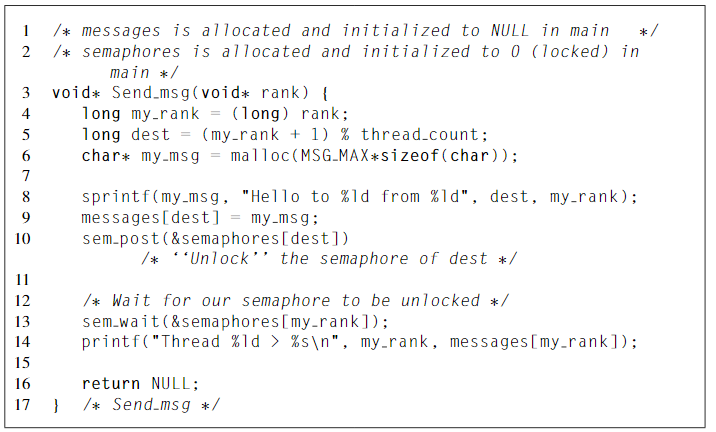 1 /* messages is allocated and initialized to NULL in main */
2 /* semaphores is allocated and initialized to 0 (locked) in
main */
3 void* Send_msg(void* rank) {
4 long my_rank = (long) rank;
5 long dest = (my_rank + 1) % thread_count;
6 char* my_msg = malloc(MSG_MAX*sizeof(char));
7
8 sprintf(my_msg, "Hello to %ld from %ld", dest, my_rank);
9 messages[dest] = my_msg;
10 sem_post(&semaphores[dest])
/* ‘‘Unlock’’ the semaphore of dest */
11
12 /* Wait for our semaphore to be unlocked */
13 sem_wait(&semaphores[my_rank]);
14 printf("Thread %ld > %s\n", my_rank, messages[my_rank]);
15
16 return NULL;
17 } /* Send_msg */